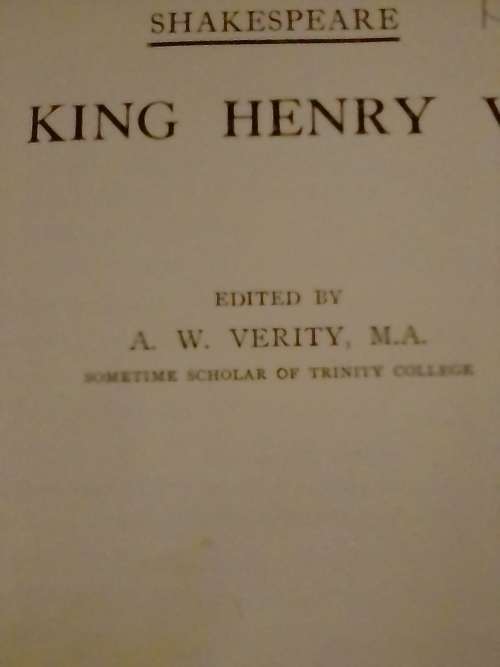 SHAKESPEARE
KING HENRY V
EDITED BY
A. W. VERITY, M.A.
SOMETIME SCHOLAR OF TRINITY COLLEGE